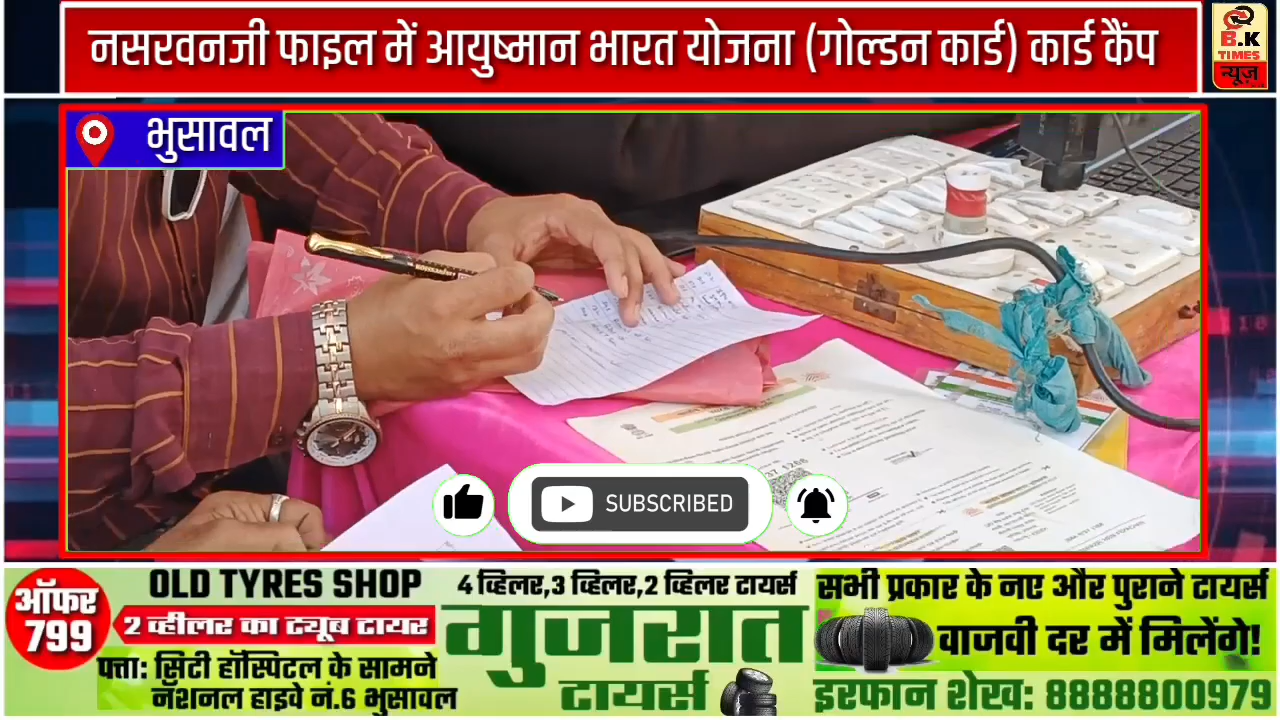 नसरवनजी फाइल में आयुष्मान भारत योजना (गोल्डन कार्ड) कार्ड कैंप
B.K
TIMES
न्यूज़
भुसावल
SUBSCRIBED
ऑफर
799
OLD TYRES SHOP
2 व्हीलर का ट्यूब टायर
पत्ता: सिटी हॉस्पिटल के सामने
नॅशनल हाइवे नं.6 भुसावल
4 व्हिलर,3 व्हिलर,2 व्हिलर टायर्स
गुजरात
टायर्स
सभी प्रकार के नए और पुराने टायर्स
वाजवी दर में मिलेंगे!
इरफान शेख: 8888800979